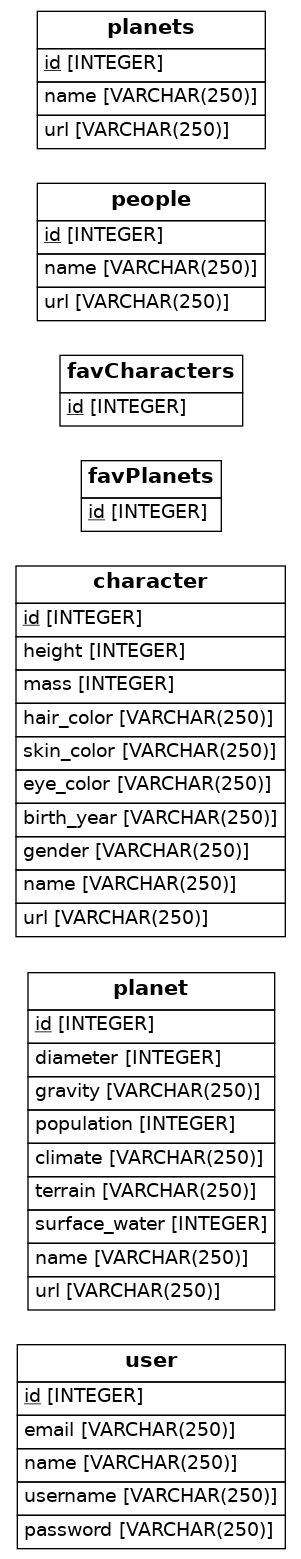 planets
id [INTEGER]
name [VARCHAR(250)]
url [VARCHAR(250)]
people
id [INTEGER]
name [VARCHAR(250)]
url [VARCHAR(250)]
favCharacters
id [INTEGER]
favPlanets
id [INTEGER]
character
id [INTEGER]
height [INTEGER]
mass [INTEGER]
hair_color [VARCHAR(250)]
skin_color [VARCHAR(250)]
eye_color [VARCHAR(250)]
birth_year [VARCHAR(250)]
gender [VARCHAR(250)]
name [VARCHAR(250)]
url [VARCHAR(250)]
planet
id [INTEGER]
diameter [INTEGER]
gravity [VARCHAR(250)]
population [INTEGER]
climate [VARCHAR(250)]
terrain [VARCHAR(250)]
surface_water [INTEGER]
name [VARCHAR(250)]
url [VARCHAR(250)]
user
id [INTEGER]
email [VARCHAR(250)]
name [VARCHAR(250)]
username [VARCHAR(250)]
password [VARCHAR(250)]